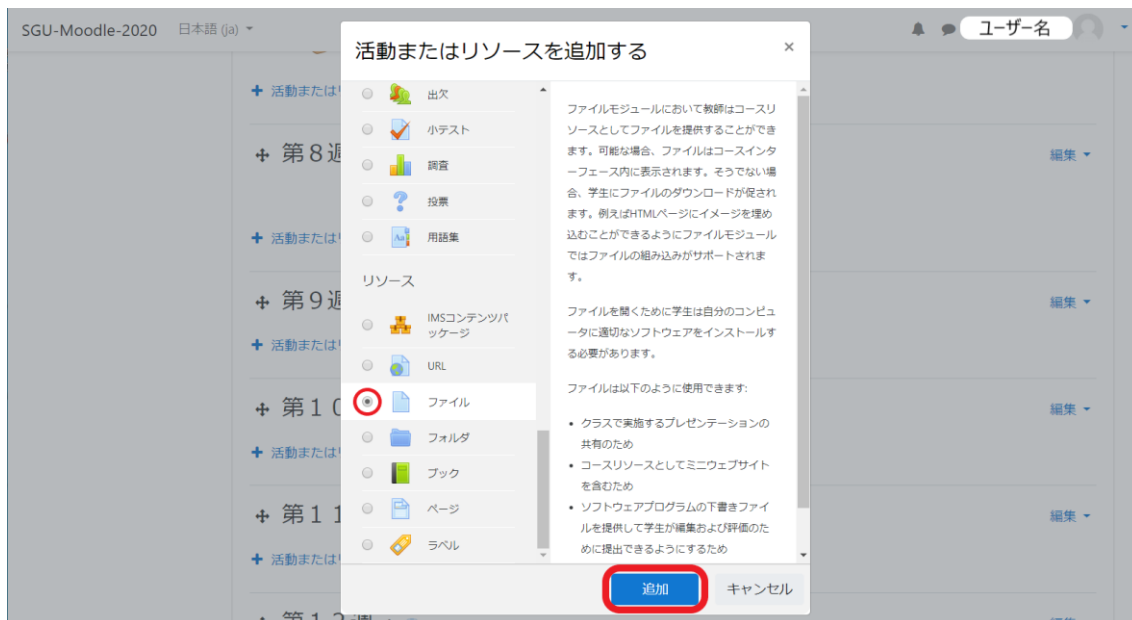 SGU-Moodle-2020 日本語 (ja)
ユーザー名
活動またはリソースを追加する
×
出欠
小テスト
調査
投票
用語集
リソース
IMSコンテンツパ
ッケージ
URL
ファイル
フォルダ
ブック
ページ
ラベル
ファイルモジュールにおいて教師はコースリ
ソースとしてファイルを提供することができ
ます。可能な場合、ファイルはコースインタ
ーフェース内に表示されます。そうでない場
合、学生にファイルのダウンロードが促され
ます。例えばHTMLページにイメージを埋め
込むことができるようにファイルモジュール
ではファイルの組み込みがサポートされま
す。
ファイルを開くために学生は自分のコンピュ
ータに適切なソフトウェアをインストールす
る必要があります。
ファイルは以下のように使用できます:
• クラスで実施するプレゼンテーションの
共有のため
• コースリソースとしてミニウェブサイト
を含むため
• ソフトウェアプログラムの下書きファイ
ルを提供して学生が編集および評価のた
めに提出できるようにするため
追加 キャンセル
+ 活動または
第8週
編集
+ 活動または
第9週
編集
+ 活動または
第10
編集
+ 活動または
第11
編集
+ 活動または